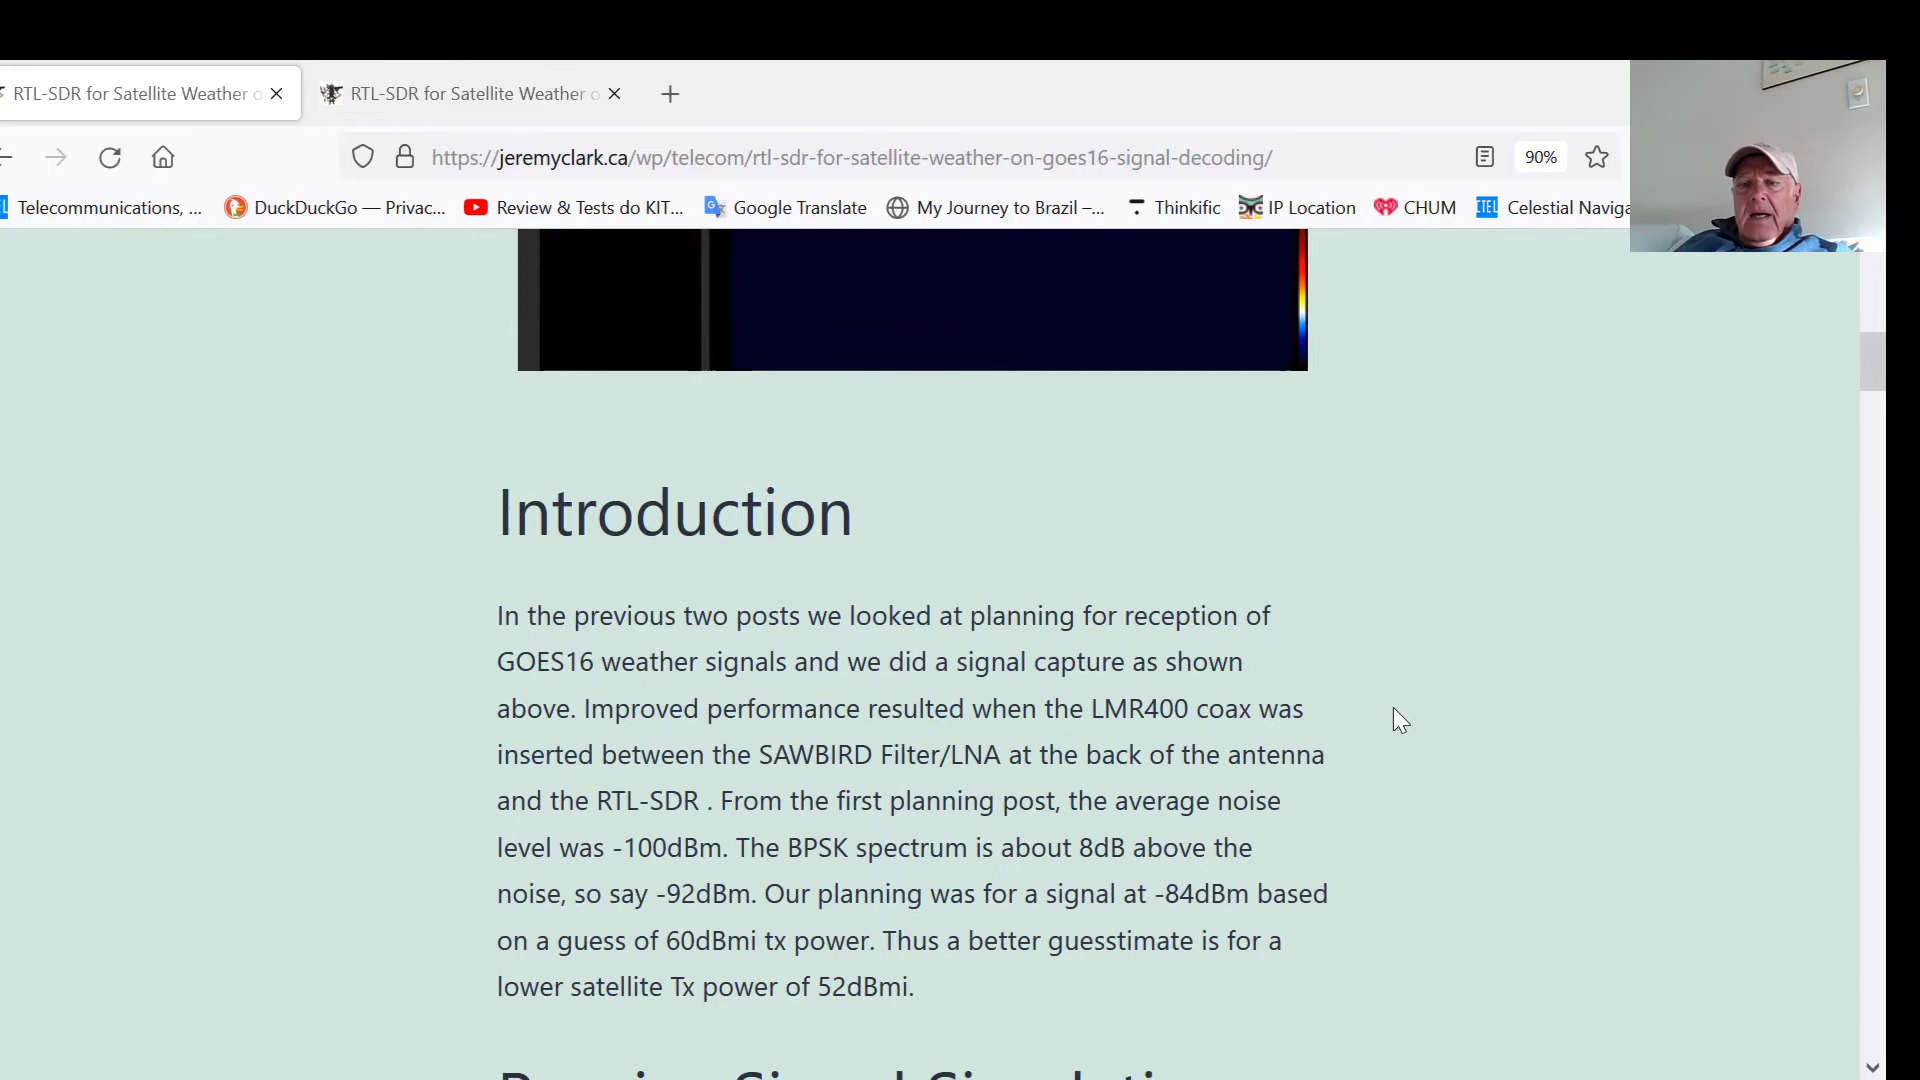 RTL-SDR for Satellite Weather o
RTL-SDR for Satellite Weather o
https://jeremyclark.ca/wp/telecom/rtl-sdr-for-satellite-weather-on-goes16-signal-decoding/
90%
Telecommunications, ...
DuckDuckGo — Privac...
Review & Tests do KIT...
Google Translate
My Journey to Brazil –...
Thinkific
IP Location
CHUM
CTEL
Celestial Naviga
Introduction
In the previous two posts we looked at planning for reception of
GOES16 weather signals and we did a signal capture as shown
above. Improved performance resulted when the LMR400 coax was
inserted between the SAWBIRD Filter/LNA at the back of the antenna
and the RTL-SDR . From the first planning post, the average noise
level was -100dBm. The BPSK spectrum is about 8dB above the
noise, so say -92dBm. Our planning was for a signal at -84dBm based
on a guess of 60dBmi tx power. Thus a better guesstimate is for a
lower satellite Tx power of 52dBmi.